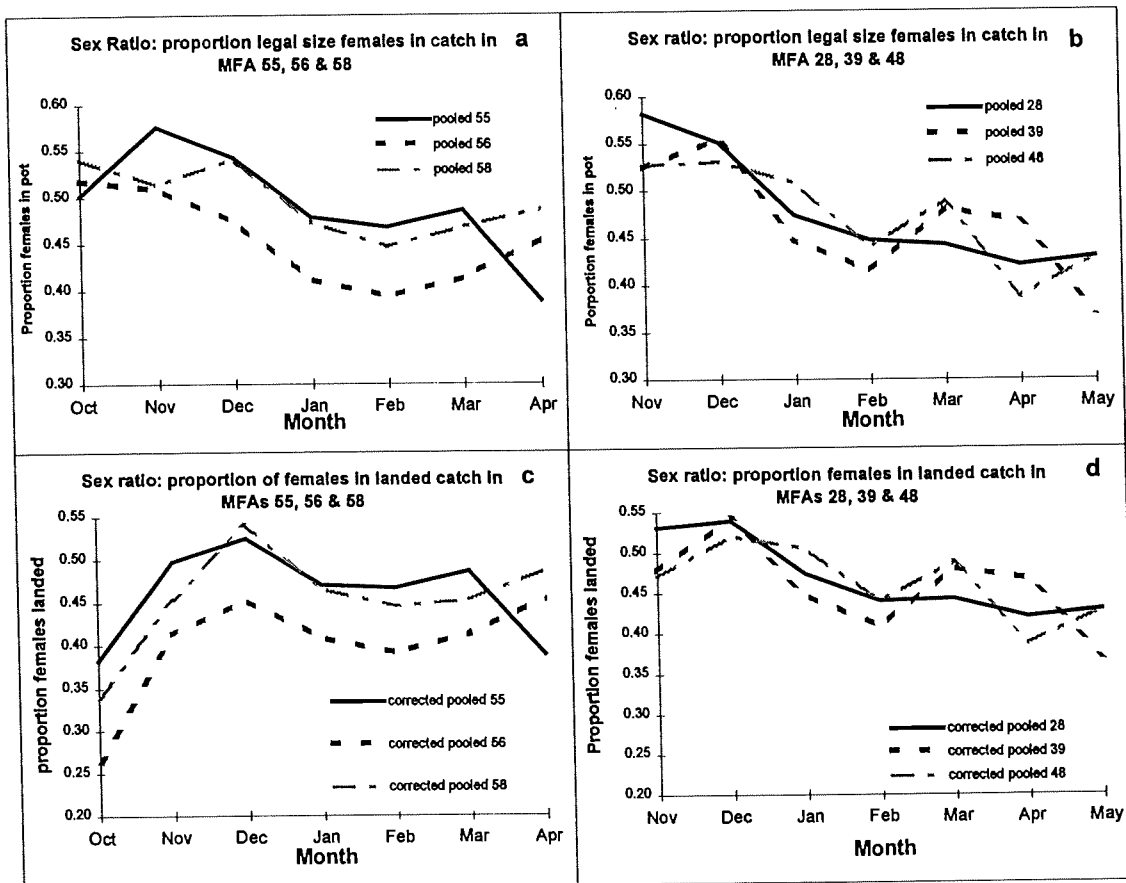 Sex Ratio: proportion legal size females in catch in a
MFA 55, 56 & 58
0.60
0.55
0.50
0.45
0.40
0.35
0.30
Proportion females in pot
pooled 55
pooled 56
pooled 58
Oct Nov Dec Jan Feb Mar Apr
Month
Sex ratio: proportion legal size females in catch in b
MFA 28, 39 & 48
0.60
0.55
0.50
0.45
0.40
0.35
0.30
Porportion females in pot
pooled 28
pooled 39
pooled 48
Nov Dec Jan Feb Mar Apr May
Month
Sex ratio: proportion of females in landed catch in c
MFAs 55, 56 & 58
0.55
0.50
0.45
0.40
0.35
0.30
0.25
0.20
proportion females landed
corrected pooled 55
corrected pooled 56
corrected pooled 58
Oct Nov Dec Jan Feb Mar Apr
Month
Sex ratio: proportion females in landed catch in d
MFAs 28, 39 & 48
0.55
0.50
0.45
0.40
0.35
0.30
0.25
0.20
Proportion females landed
corrected pooled 28
corrected pooled 39
corrected pooled 48
Nov Dec Jan Feb Mar Apr May
Month